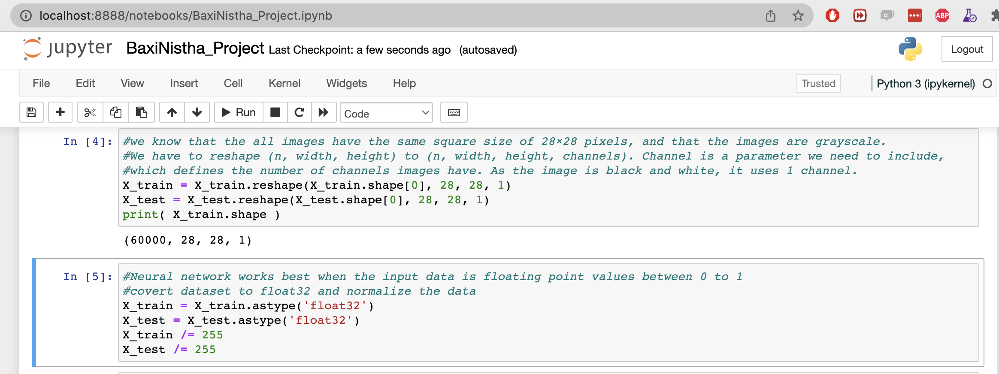 localhost:8888/notebooks/BaxiNistha_Project.ipynb
a
ABP
jupyter BaxiNistha_Project Last Checkpoint: a few seconds ago (autosaved)
Logout
File Edit View Insert Cell Kernel Widgets Help Trusted Python 3 (ipykernel)
Run Code
In [4]: #we know that the all images have the same square size of 28×28 pixels, and that the images are grayscale.
#We have to reshape (n, width, height) to (n, width, height, channels). Channel is a parameter we need to include,
#which defines the number of channels images have. As the image is black and white, it uses 1 channel.
X_train = X_train.reshape(X_train.shape[0], 28, 28, 1)
X_test = X_test.reshape(X_test.shape[0], 28, 28, 1)
print( X_train.shape )
(60000, 28, 28, 1)
In [5]: #Neural network works best when the input data is floating point values between 0 to 1
#covert dataset to float32 and normalize the data
X_train = X_train.astype('float32')
X_test = X_test.astype('float32')
X_train /= 255
X_test /= 255